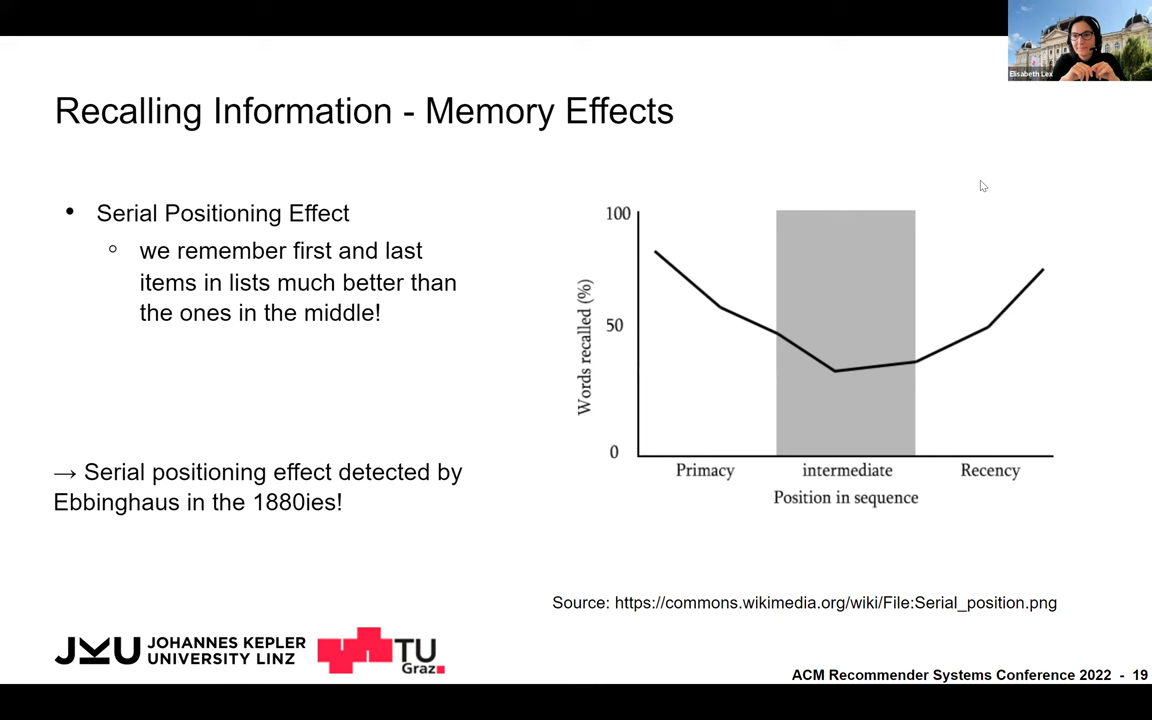 Elisabeth Lex
Recalling Information - Memory Effects
• Serial Positioning Effect
○ we remember first and last
items in lists much better than
the ones in the middle!
→ Serial positioning effect detected by
Ebbinghaus in the 1880ies!
Words recalled (%)
100
50
0
Primacy intermediate Recency
Position in sequence
Source: https://commons.wikimedia.org/wiki/File:Serial_position.png
JKU JOHANNES KEPLER
UNIVERSITY LINZ
TU
Graz
ACM Recommender Systems Conference 2022 - 19